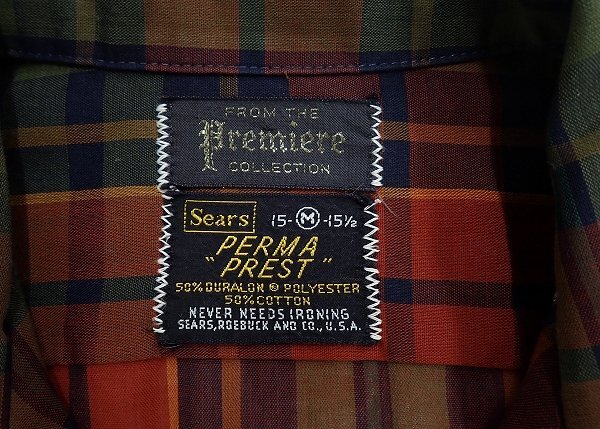 FROM THE
Premiere
COLLECTION
Sears 15-M-15½
PERMA
"PREST"
50% DURALON ® POLYESTER
50% COTTON
NEVER NEEDS IRONING
SEARS, ROEBUCK AND CO., U.S.A.